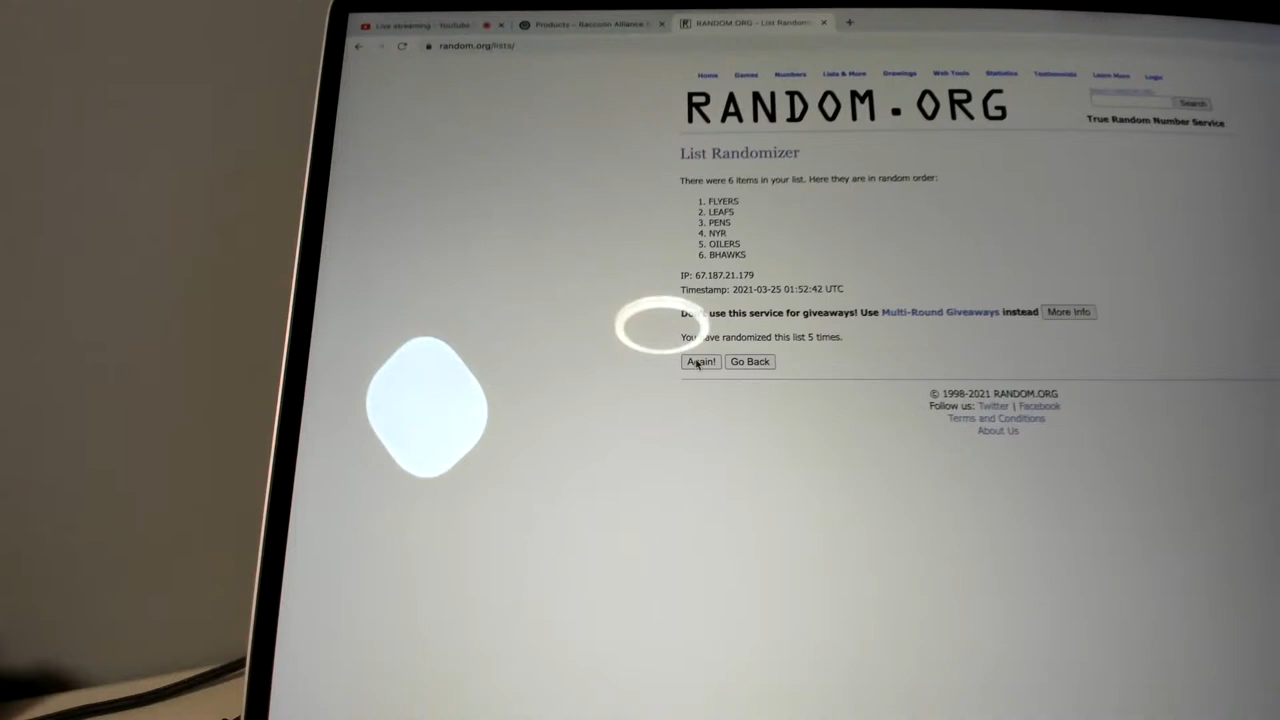 Live streaming - YouTube
Products – Raccoon Alliance
RANDOM.ORG - List Random
random.org/lists/
Home Games Numbers Lists & More Drawings Web Tools Statistics Testimonials Learn More Login
RANDOM.ORG
Search
True Random Number Service
List Randomizer
There were 6 items in your list. Here they are in random order:
1. FLYERS
2. LEAFS
3. PENS
4. NYR
5. OILERS
6. BHAWKS
IP: 67.187.21.179
Timestamp: 2021-03-25 01:52:42 UTC
Don't use this service for giveaways! Use Multi-Round Giveaways instead More Info
You have randomized this list 5 times.
Again! Go Back
© 1998-2021 RANDOM.ORG
Follow us: Twitter | Facebook
Terms and Conditions
About Us